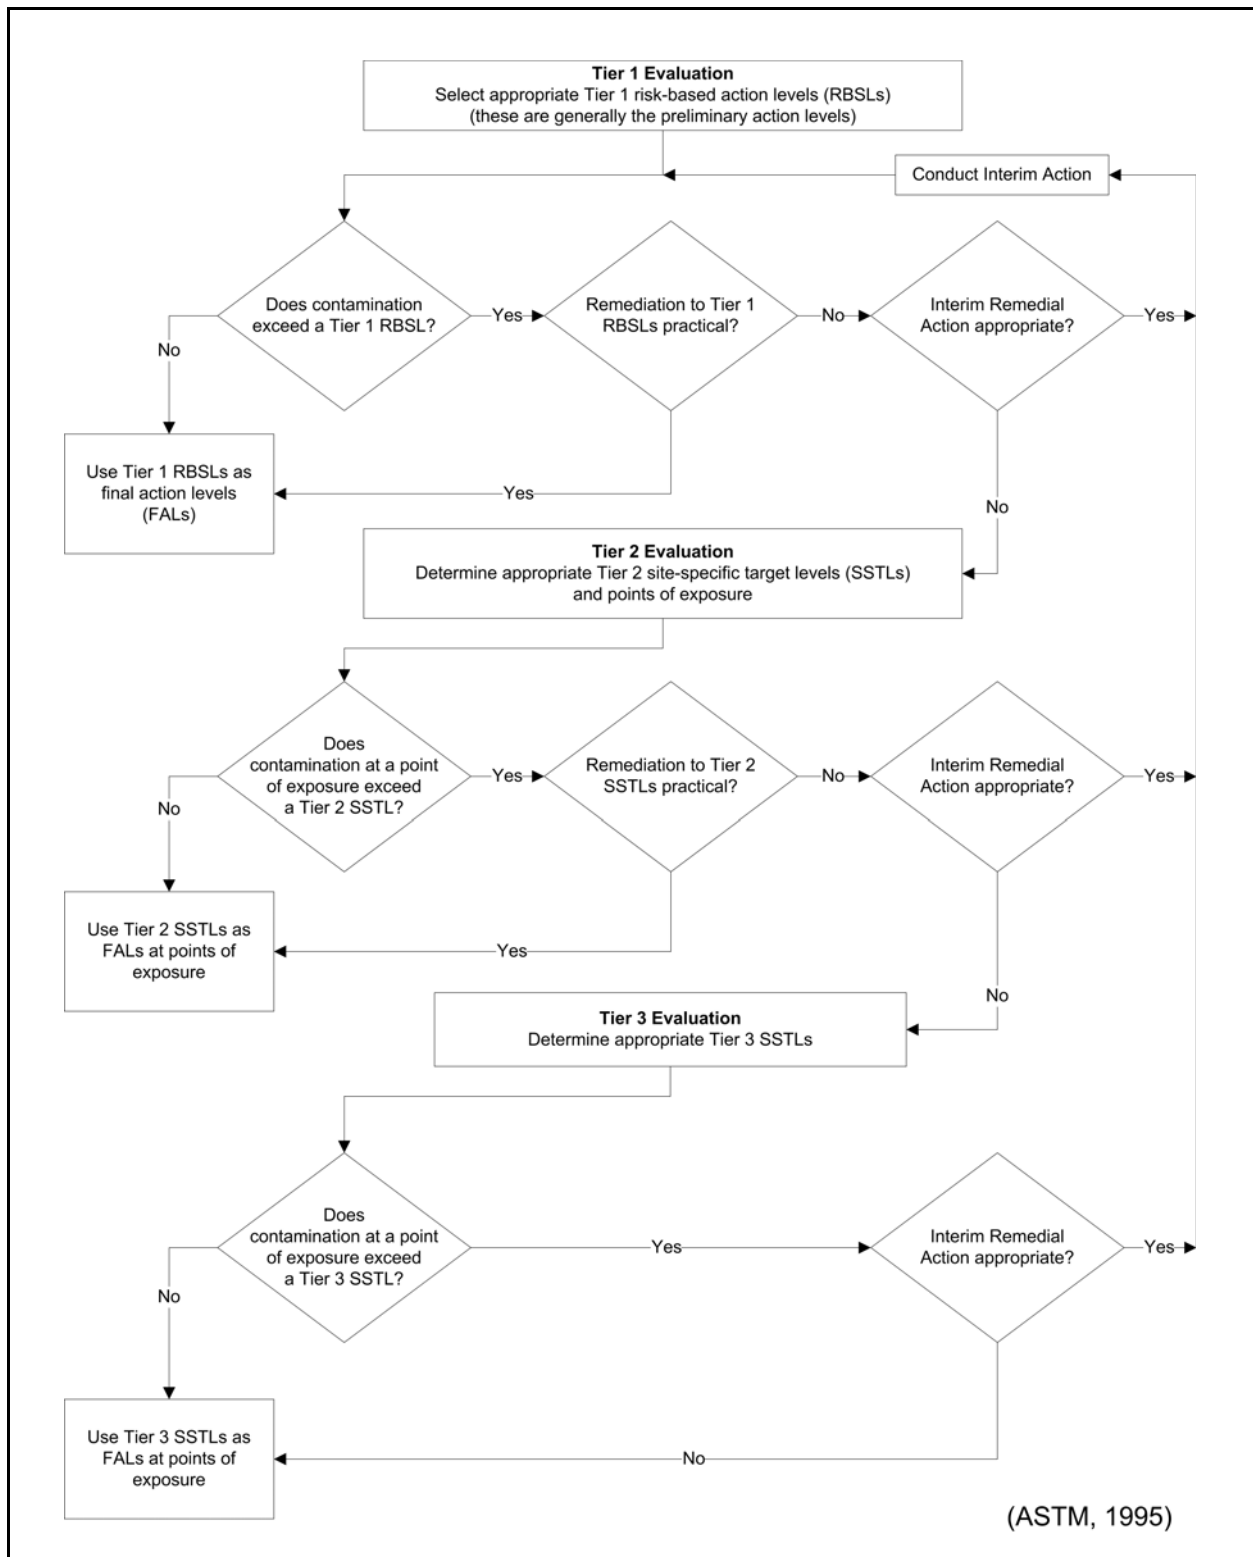 Tier 1 Evaluation
Select appropriate Tier 1 risk-based action levels (RBSLs)
(these are generally the preliminary action levels)
Conduct Interim Action
Does contamination
exceed a Tier 1 RBSL?
Yes
Remediation to Tier 1
RBSLs practical?
No
Interim Remedial
Action appropriate?
Yes
No
Use Tier 1 RBSLs as
final action levels
(FALs)
Yes
No
Tier 2 Evaluation
Determine appropriate Tier 2 site-specific target levels (SSTLs)
and points of exposure
Does
contamination at a point
of exposure exceed
a Tier 2 SSTL?
Yes
Remediation to Tier 2
SSTLs practical?
No
Interim Remedial
Action appropriate?
Yes
No
Use Tier 2 SSTLs as
FALs at points of
exposure
Yes
No
Tier 3 Evaluation
Determine appropriate Tier 3 SSTLs
Does
contamination at a point
of exposure exceed
a Tier 3 SSTL?
Yes
Interim Remedial
Action appropriate?
Yes
No
Use Tier 3 SSTLs as
FALs at points of
exposure
No
(ASTM, 1995)